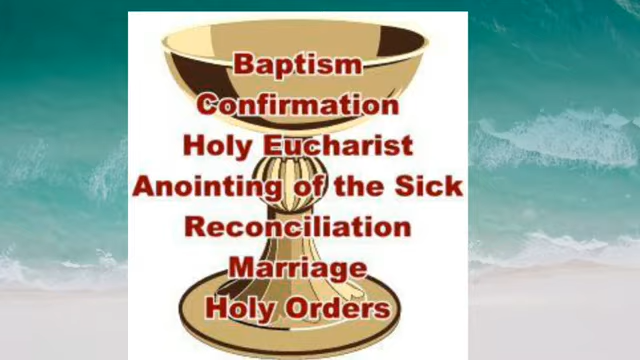 Baptism
Confirmation
Holy Eucharist
Anointing of the Sick
Reconciliation
Marriage
Holy Orders